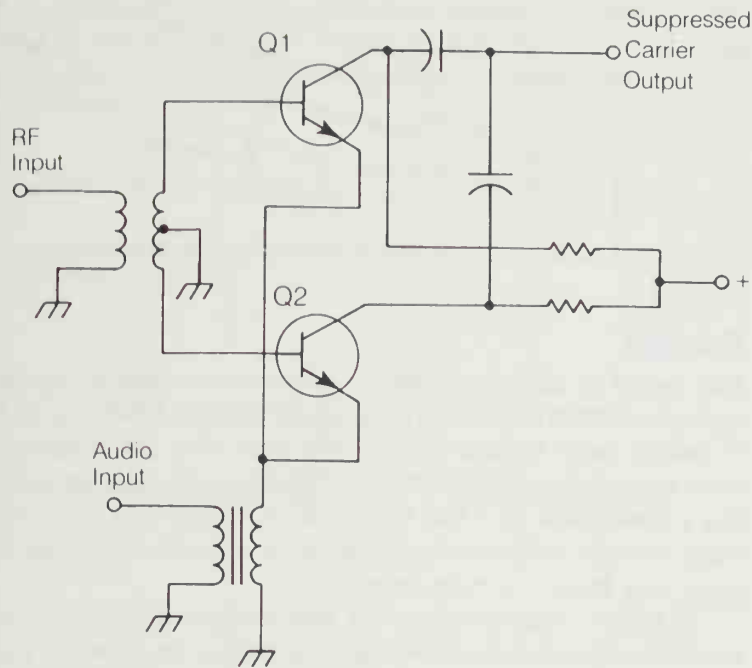 Suppressed
Carrier
Output
Q1
RF
Input
Q2
+
Audio
Input